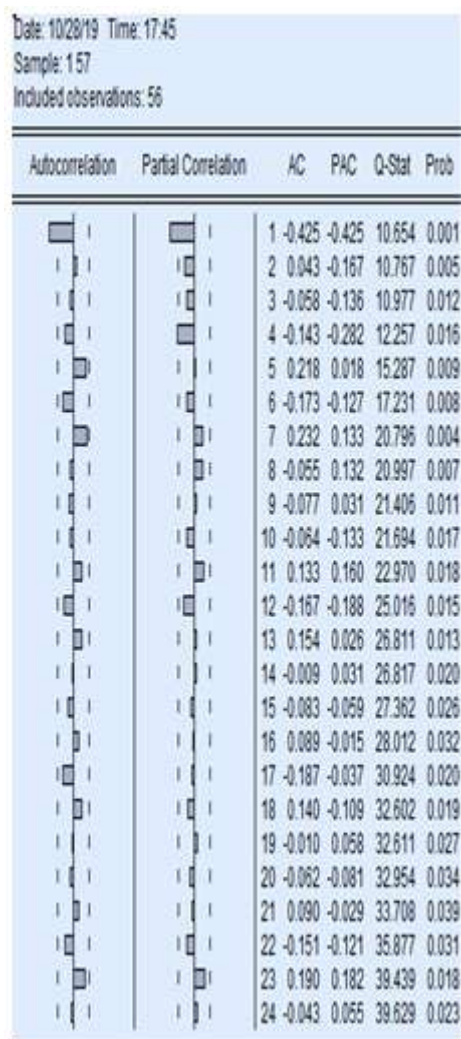 Date: 10/28/19 Time: 17:45
Sample: 1 57
Included observations: 56
Autocorrelation Partial Correlation AC PAC Q-Stat Prob
1 -0.425 -0.425 10.654 0.001
2 0.043 -0.167 10.767 0.005
3 -0.058 -0.136 10.977 0.012
4 -0.143 -0.282 12.257 0.016
5 0.218 0.018 15.287 0.009
6 -0.173 -0.127 17.231 0.008
7 0.232 0.133 20.796 0.004
8 -0.055 0.132 20.997 0.007
9 -0.077 0.031 21.406 0.011
10 -0.064 -0.133 21.694 0.017
11 0.133 0.160 22.970 0.018
12 -0.167 -0.188 25.016 0.015
13 0.154 0.026 26.811 0.013
14 -0.009 0.031 26.817 0.020
15 -0.083 -0.059 27.362 0.026
16 0.089 -0.015 28.012 0.032
17 -0.187 -0.037 30.924 0.020
18 0.140 -0.109 32.602 0.019
19 -0.010 0.058 32.611 0.027
20 -0.062 -0.081 32.954 0.034
21 0.090 -0.029 33.708 0.039
22 -0.151 -0.121 35.877 0.031
23 0.190 0.182 39.439 0.018
24 -0.043 0.055 39.629 0.023